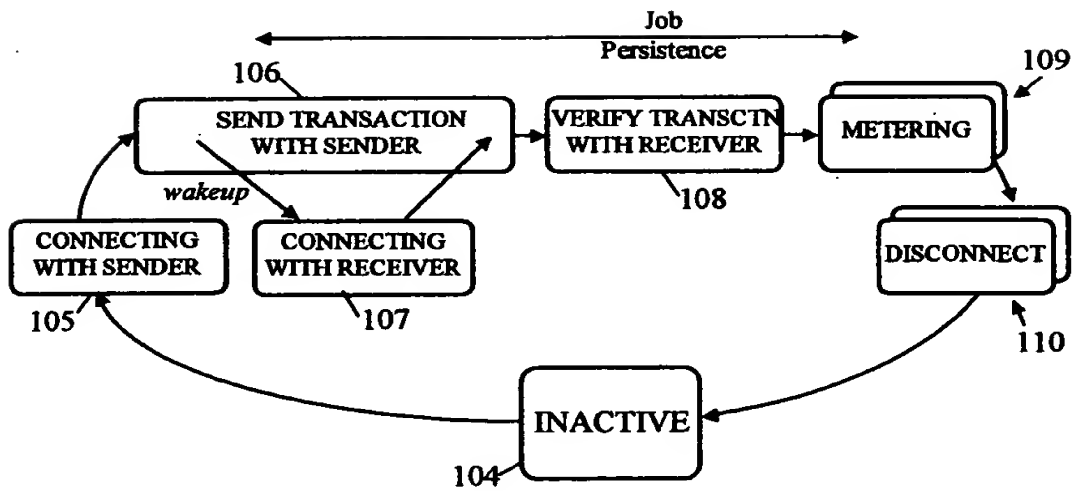 Job
Persistence
106
109
SEND TRANSACTION
WITH SENDER
VERIFY TRANSCTN
WITH RECEIVER
METERING
wakeup
108
CONNECTING
WITH SENDER
CONNECTING
WITH RECEIVER
DISCONNECT
105
107
110
INACTIVE
104